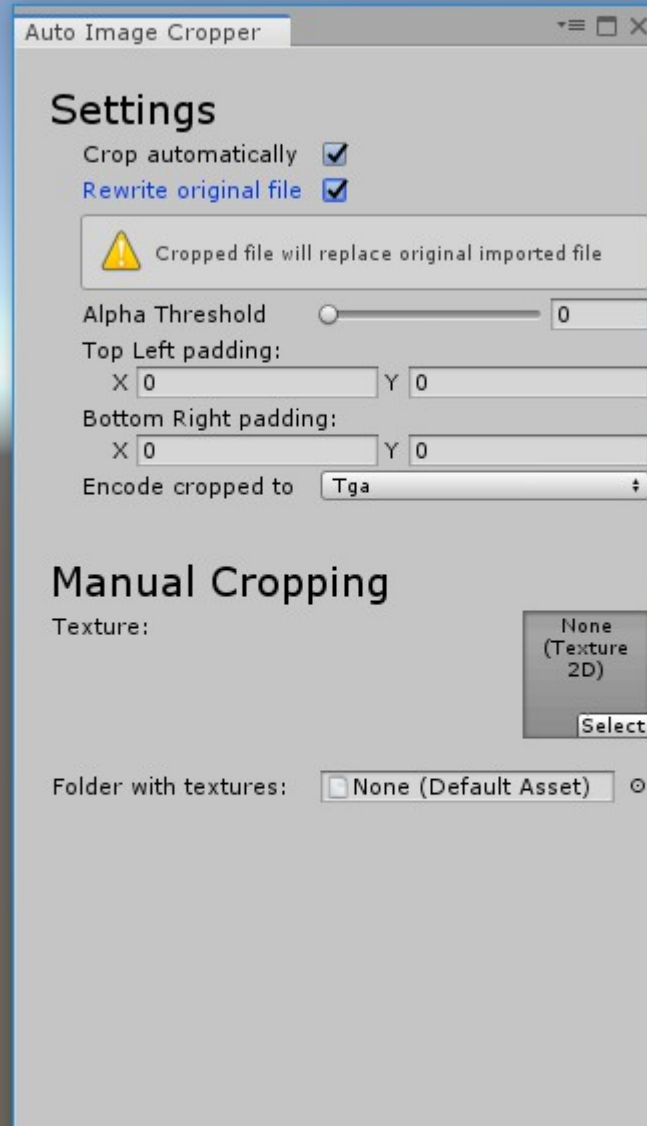 Auto Image Cropper
Settings
Crop automatically
Rewrite original file
Cropped file will replace original imported file
Alpha Threshold 0
Top Left padding:
X 0 Y 0
Bottom Right padding:
X 0 Y 0
Encode cropped to Tga
Manual Cropping
Texture:
None
(Texture
2D)
Select
Folder with textures: None (Default Asset)